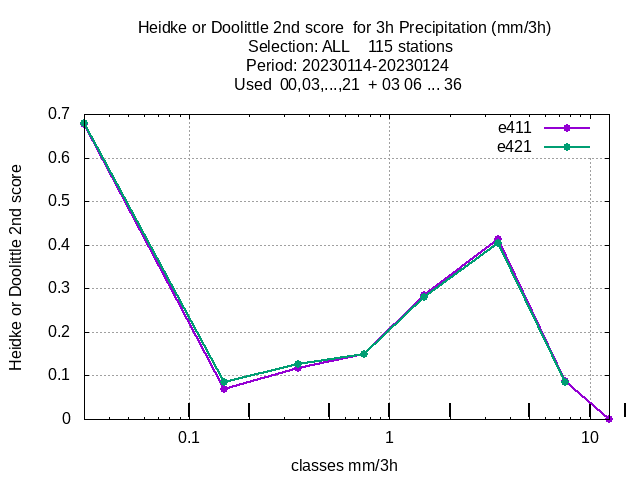 Heidke or Doolittle 2nd score  for 3h Precipitation (mm/3h)
Selection: ALL    115 stations
Period: 20230114-20230124
Used  00,03,...,21  + 03 06 ... 36
e411
e421
Heidke or Doolittle 2nd score
0.7
0.6
0.5
0.4
0.3
0.2
0.1
0
0.1 1 10
classes mm/3h